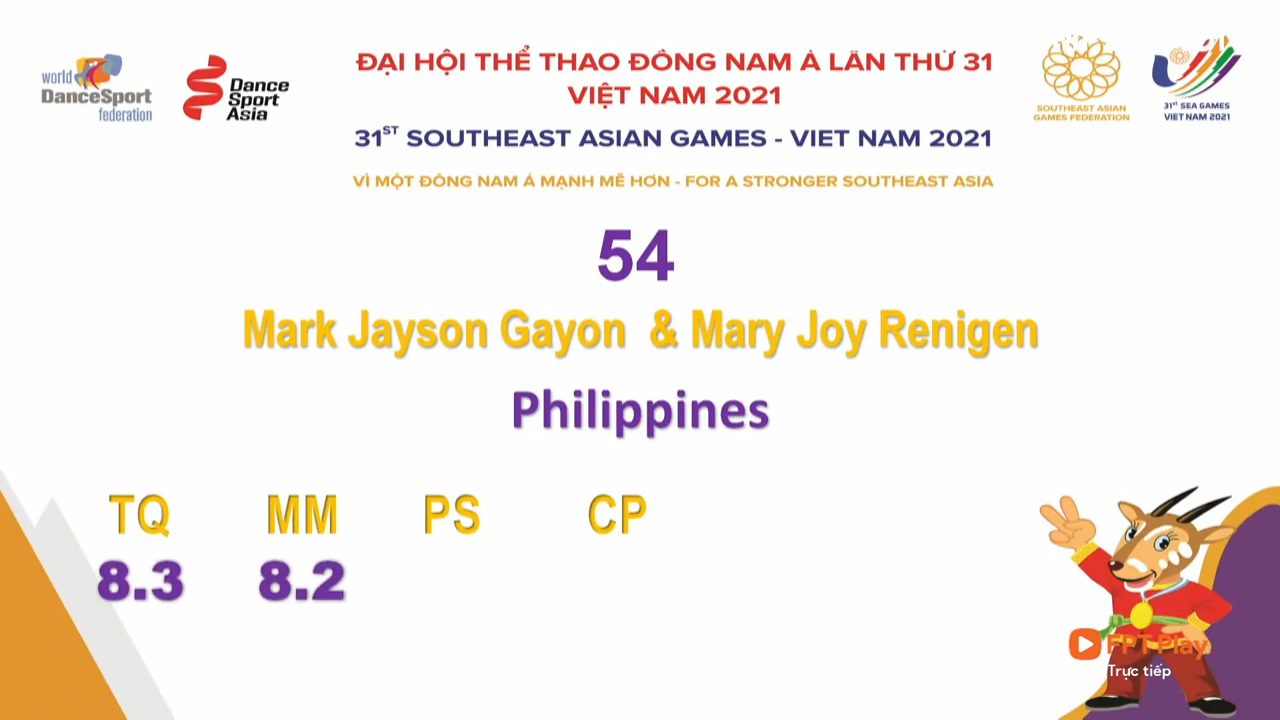 world
DanceSport
federation
Dance
Sport
Asia
ĐẠI HỘI THỂ THAO ĐÔNG NAM Á LẦN THỨ 31
VIỆT NAM 2021
31ST SOUTHEAST ASIAN GAMES - VIET NAM 2021
VÌ MỘT ĐÔNG NAM Á MẠNH MẼ HƠN - FOR A STRONGER SOUTHEAST ASIA
SOUTHEAST ASIAN
GAMES FEDERATION
31st SEA GAMES
VIET NAM 2021
54
Mark Jayson Gayon & Mary Joy Renigen
Philippines
TQ MM PS CP
8.3 8.2
FPT Play
Trực tiếp